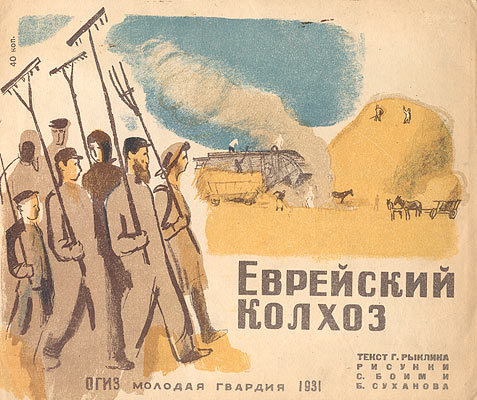 40 коп.
ЕВРЕЙСКИЙ
КОЛХОЗ
ТЕКСТ Г. РЫКЛИНА
РИСУНКИ
С. БОИМ И
Б. СУХАНОВА
ОГИЗ МОЛОДАЯ ГВАРДИЯ 1931